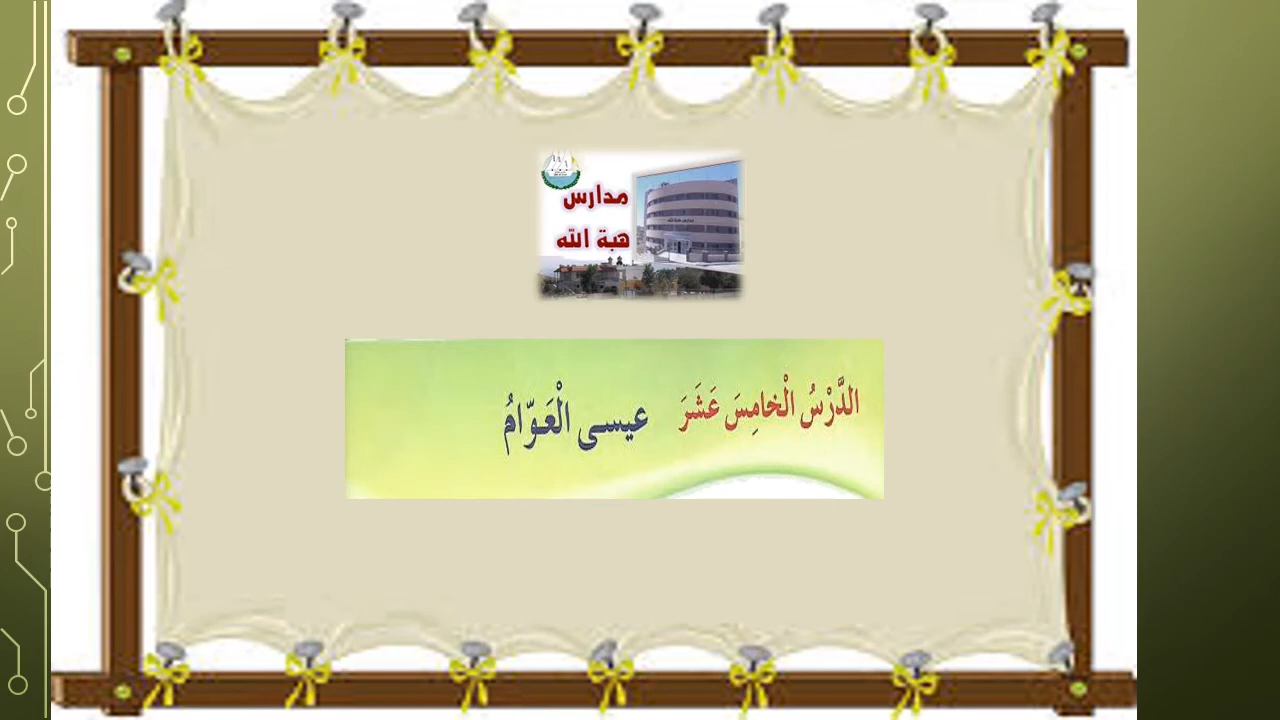 مدارس
هبة الله
الدَّرْسُ الْخامِسَ عَشَرَ عيسى الْعَوّامُ